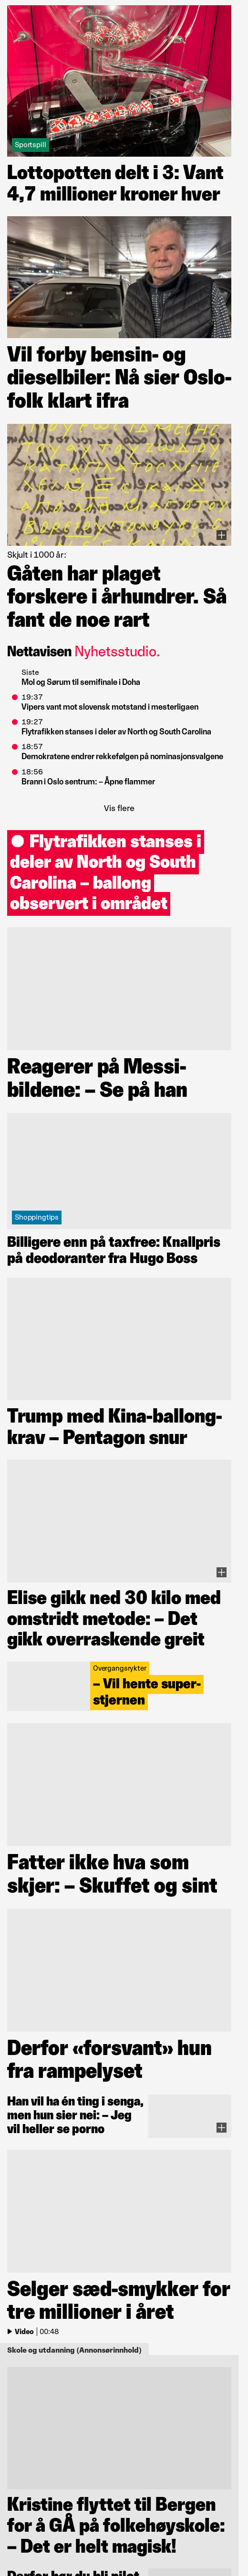 Sportspill
Lottopotten delt i 3: Vant
4,7 millioner kroner hver
Vil forby bensin- og
dieselbiler: Nå sier Oslo-
folk klart ifra
Skjult i 1000 år:
Gåten har plaget
forskere i århundrer. Så
fant de noe rart
Nettavisen Nyhetsstudio.
Siste
Mol og Sørum til semifinale i Doha
19:37
Vipers vant mot slovensk motstand i mesterligaen
19:27
Flytrafikken stanses i deler av North og South Carolina
18:57
Demokratene endrer rekkefølgen på nominasjonsvalgene
18:56
Brann i Oslo sentrum: – Åpne flammer
Vis flere
Flytrafikken stanses i
deler av North og South
Carolina – ballong
observert i området
Reagerer på Messi-
bildene: – Se på han
Shoppingtips
Billigere enn på taxfree: Knallpris
på deodoranter fra Hugo Boss
Trump med Kina-ballong-
krav – Pentagon snur
Elise gikk ned 30 kilo med
omstridt metode: – Det
gikk overraskende greit
Overgangsrykter
– Vil hente super-
stjernen
Fatter ikke hva som
skjer: – Skuffet og sint
Derfor «forsvant» hun
fra rampelyset
Han vil ha én ting i senga,
men hun sier nei: – Jeg
vil heller se porno
Selger sæd-smykker for
tre millioner i året
Video | 00:48
Skole og utdanning (Annonsørinnhold)
Kristine flyttet til Bergen
for å GÅ på folkehøyskole:
– Det er helt magisk!